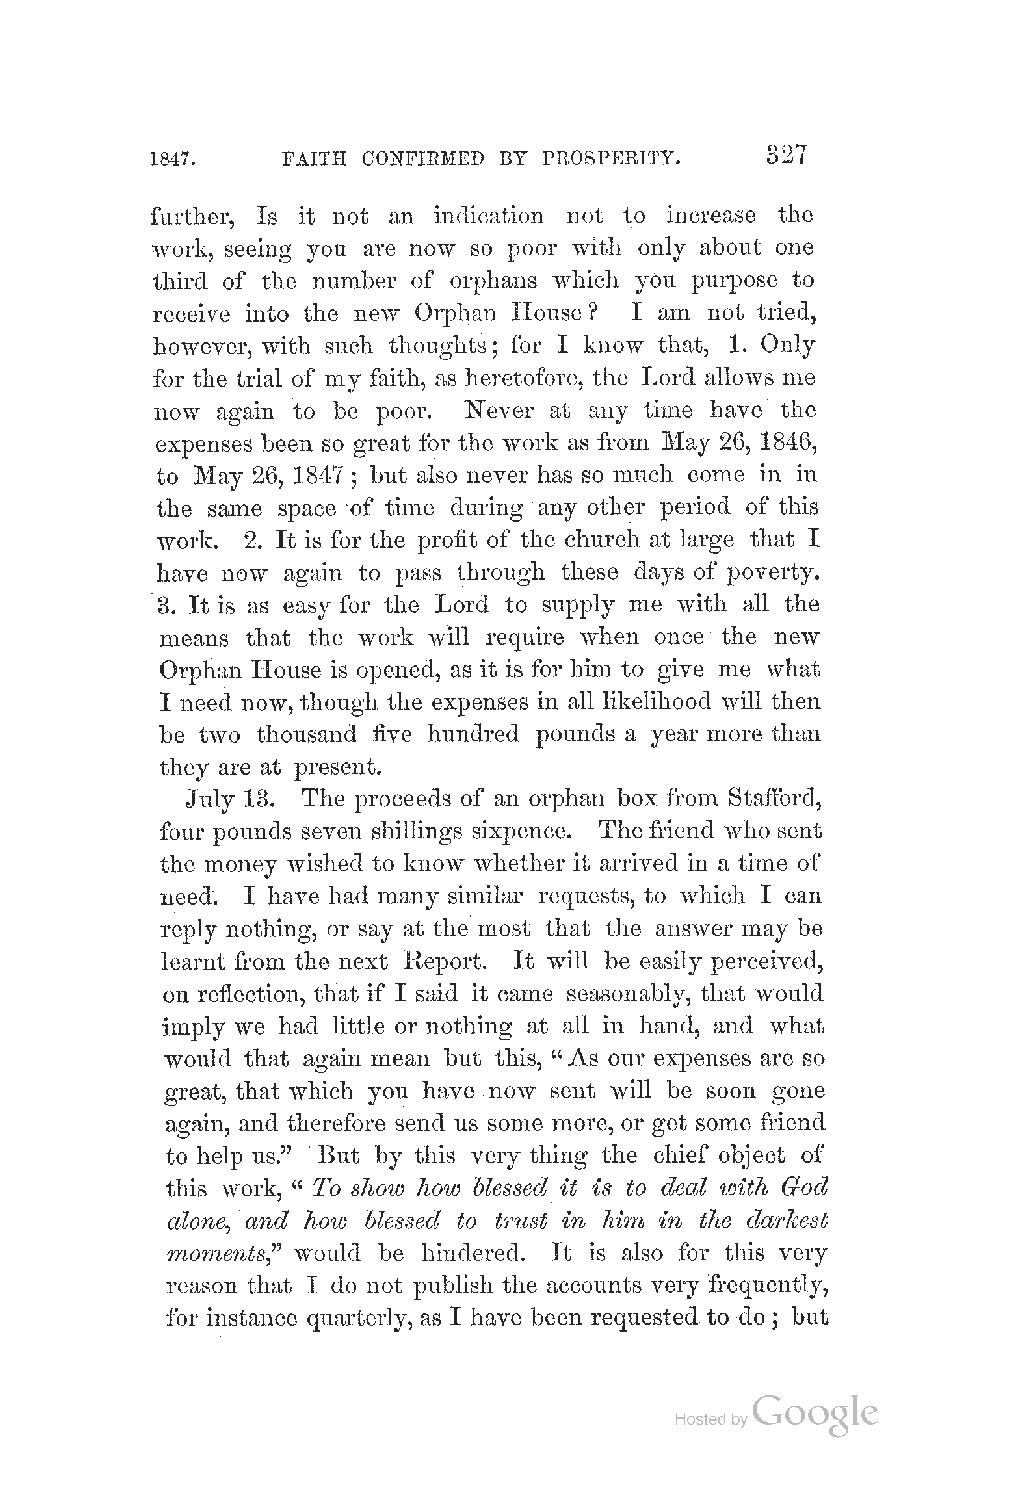 1847. FAITH CONFIRMED BY PROSPERITY. 327
further, Is it not an indication not to increase the
work, seeing you are now so poor with only about one
third of the number of orphans which you purpose to
receive into the new Orphan House? I am not tried,
however, with such thoughts; for I know that, 1. Only
for the trial of my faith, as heretofore, the Lord allows me
now again to be poor. Never at any time have the
expenses been so great for the work as from May 26, 1846,
to May 26, 1847; but also never has so much come in in
the same space of time during any other period of this
work. 2. It is for the profit of the church at large that I
have now again to pass through these days of poverty.
3. It is as easy for the Lord to supply me with all the
means that the work will require when once the new
Orphan House is opened, as it is for him to give me what
I need now, though the expenses in all likelihood will then
be two thousand five hundred pounds a year more than
they are at present.
July 13. The proceeds of an orphan box from Stafford,
four pounds seven shillings sixpence. The friend who sent
the money wished to know whether it arrived in a time of
need. I have had many similar requests, to which I can
reply nothing, or say at the most that the answer may be
learnt from the next Report. It will be easily perceived,
on reflection, that if I said it came seasonably, that would
imply we had little or nothing at all in hand, and what
would that again mean but this, "As our expenses are so
great, that which you have now sent will be soon gone
again, and therefore send us some more, or get some friend
to help us." But by this very thing the chief object of
this work, "To show how blessed it is to deal with God
alone, and how blessed to trust in him in the darkest
moments," would be hindered. It is also for this very
reason that I do not publish the accounts very frequently,
for instance quarterly, as I have been requested to do; but
Hosted by Google